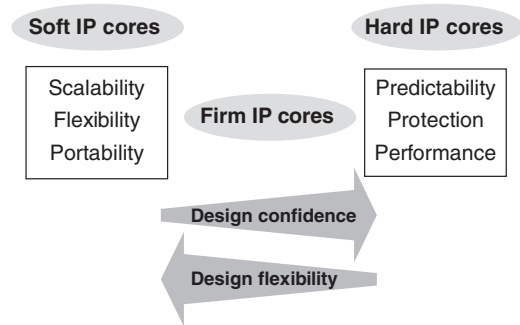 Soft IP cores
Hard IP cores
Scalability
Flexibility
Portability
Firm IP cores
Predictability
Protection
Performance
Design confidence
Design flexibility